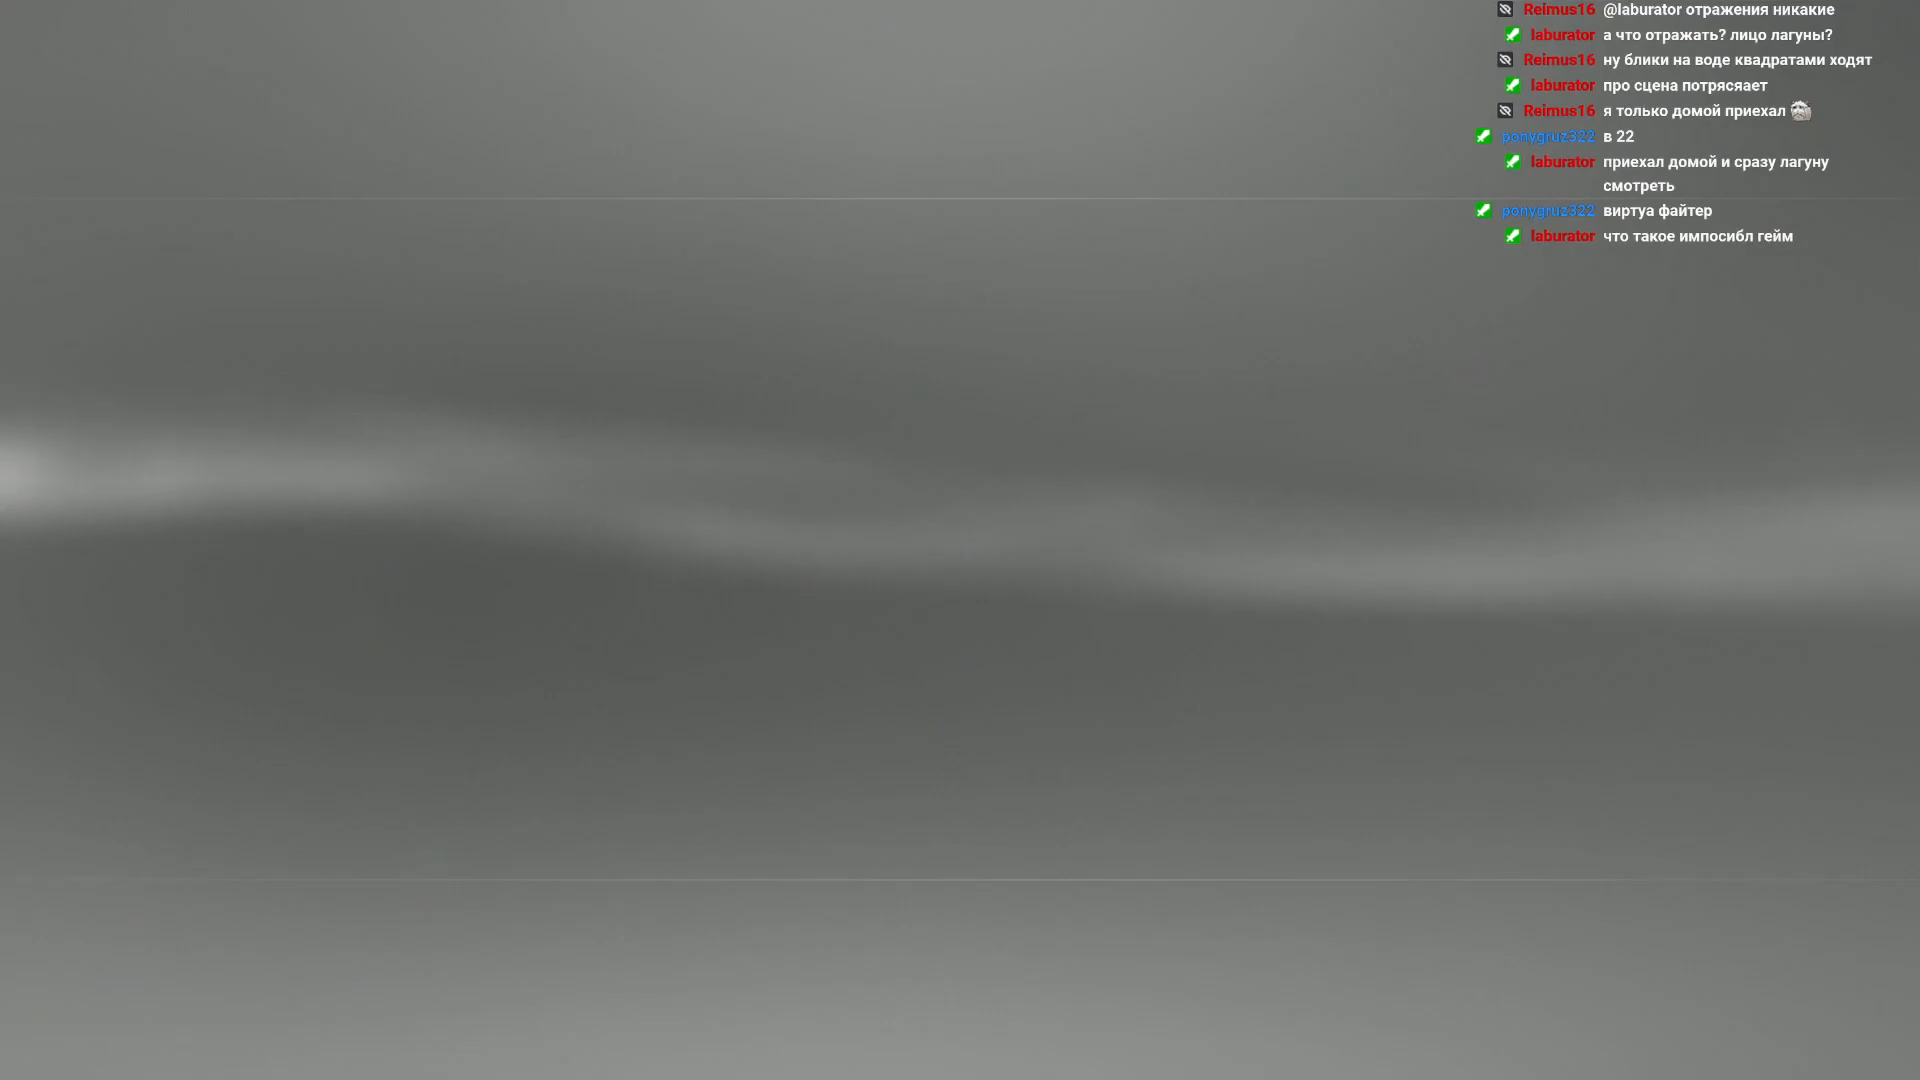 Reimus16 @laburator отражения никакие
laburator а что отражать? лицо лагуны?
Reimus16 ну блики на воде квадратами ходят
laburator про сцена потрясяает
Reimus16 я только домой приехал
ponygruz322 в 22
laburator приехал домой и сразу лагуну
смотреть
ponygruz322 виртуа файтер
laburator что такое импосибл гейм